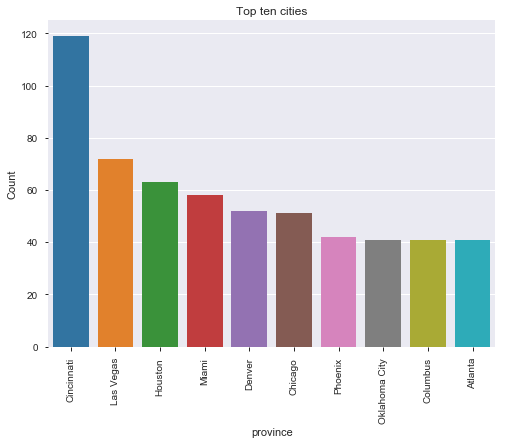 Top ten cities
120
100
80
60
40
20
0
Count
Cincinnati
Las Vegas
Houston
Miami
Denver
Chicago
Phoenix
Oklahoma City
Columbus
Atlanta
province